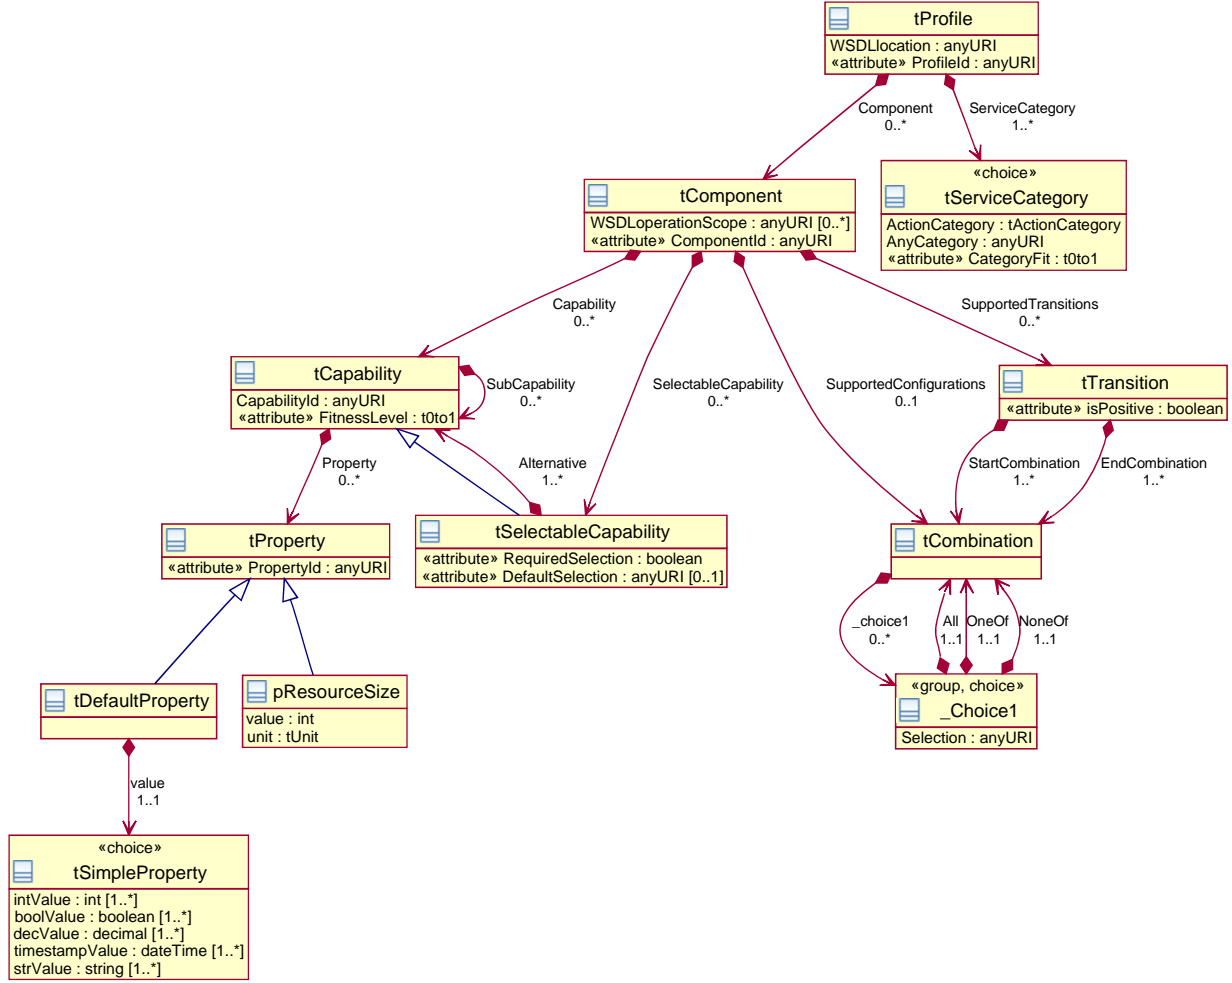 tProfile
WSDLlocation : anyURI
«attribute» ProfileId : anyURI
Component
0..*
ServiceCategory
1..*
«choice»
tServiceCategory
ActionCategory : tActionCategory
AnyCategory : anyURI
«attribute» CategoryFit : t0to1
tComponent
WSDLoperationScope : anyURI [0..*]
«attribute» ComponentId : anyURI
Capability
0..*
SupportedTransitions
0..*
tCapability
CapabilityId : anyURI
«attribute» FitnessLevel : t0to1
SubCapability
0..*
SelectableCapability
0..*
SupportedConfigurations
0..1
tTransition
«attribute» isPositive : boolean
Property
0..*
Alternative
1..*
StartCombination
1..*
EndCombination
1..*
tProperty
«attribute» PropertyId : anyURI
tSelectableCapability
«attribute» RequiredSelection : boolean
«attribute» DefaultSelection : anyURI [0..1]
tCombination
_choice1
0..*
All
1..1
OneOf
1..1
NoneOf
1..1
«group, choice»
_Choice1
Selection : anyURI
tDefaultProperty
pResourceSize
value : int
unit : tUnit
value
1..1
«choice»
tSimpleProperty
intValue : int [1..*]
boolValue : boolean [1..*]
decValue : decimal [1..*]
timestampValue : dateTime [1..*]
strValue : string [1..*]